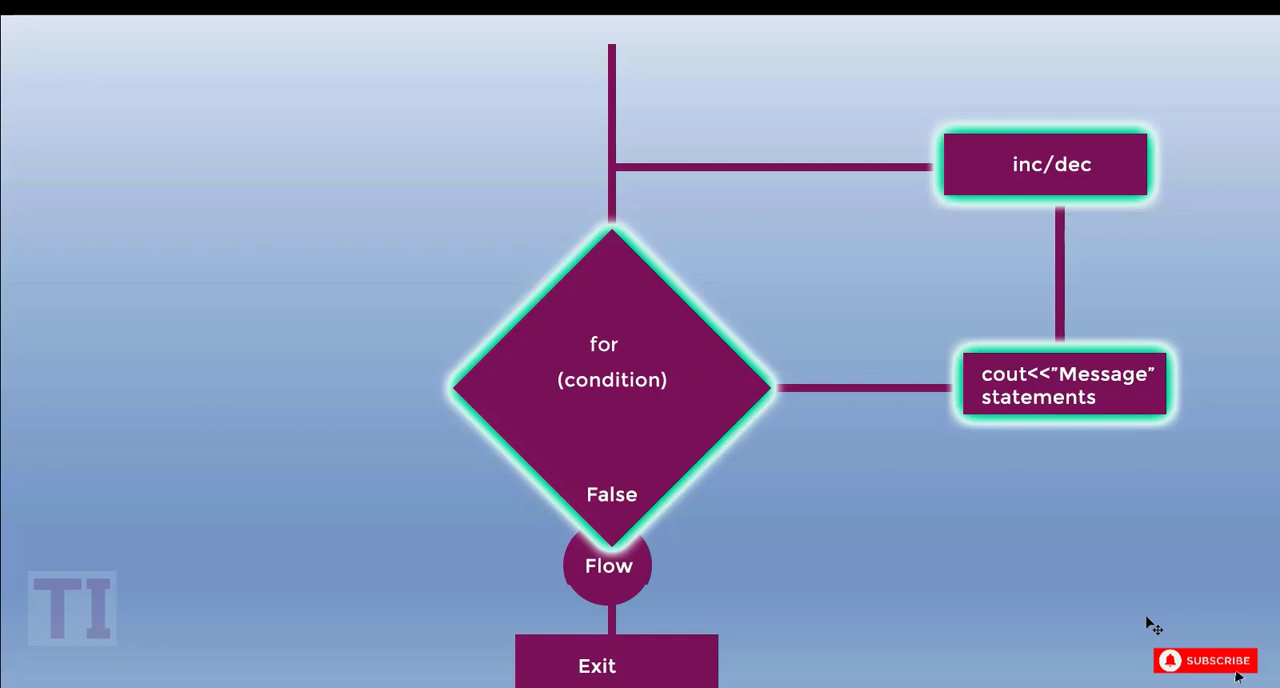 inc/dec
for
(condition)
cout<<”Message”
statements
False
Flow
Exit
TI
SUBSCRIBE